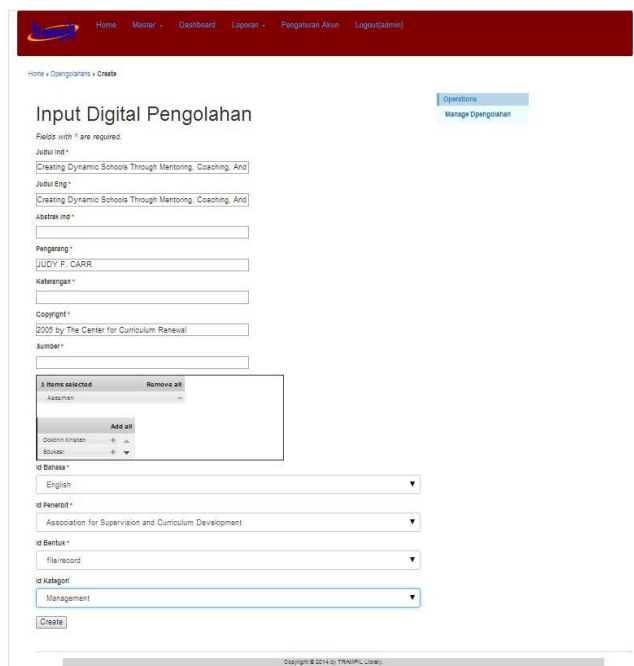 Trampil
Home Master Dashboard Laporan Pengaturan Akun Logout(admin)
Home » Dpengolahans » Create
Operations
Manage Dpengolahan
Input Digital Pengolahan
Fields with * are required.
Judul Ind *
Creating Dynamic Schools Through Mentoring, Coaching, And
Judul Eng *
Creating Dynamic Schools Through Mentoring, Coaching, And
Abstrak Ind *
Pengarang *
JUDY F. CARR
Keterangan *
Copyright *
2005 by The Center for Curriculum Renewal
Sumber *
1 items selected Remove all
Asesmen
Add all
Doktrin Kristen
Edukasi
Id Bahasa *
English
Id Penerbit *
Association for Supervision and Curriculum Development
Id Bentuk *
file/record
Id Kategori
Management
Create
Copyright © 2014 by TRAMPIL Library.